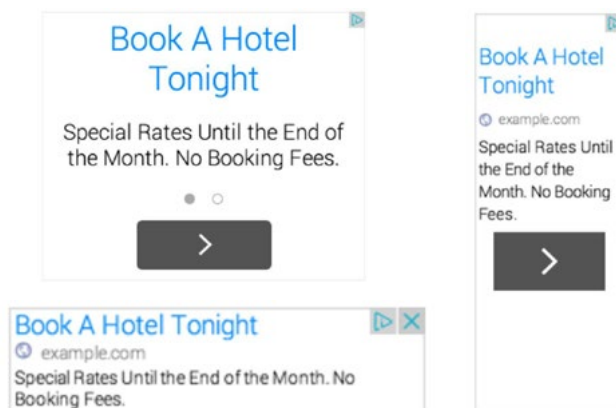 Book A Hotel
Tonight
Special Rates Until the End of
the Month. No Booking Fees.
Book A Hotel
Tonight
example.com
Special Rates Until
the End of the
Month. No Booking
Fees.
Book A Hotel Tonight
example.com
Special Rates Until the End of the Month. No
Booking Fees.